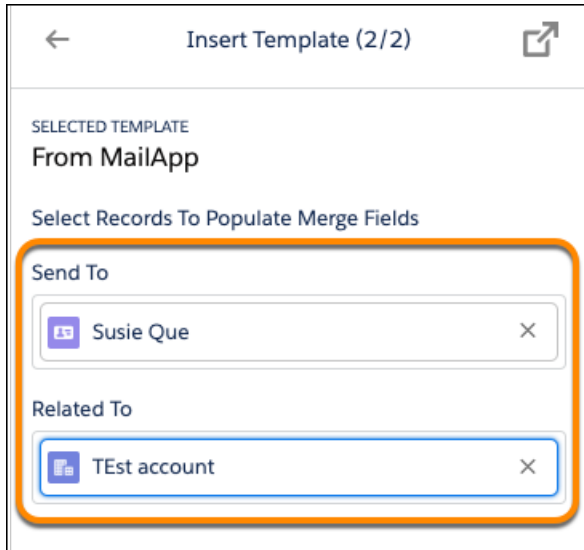 Insert Template (2/2)
SELECTED TEMPLATE
From MailApp
Select Records To Populate Merge Fields
Send To
Susie Que
Related To
TEst account